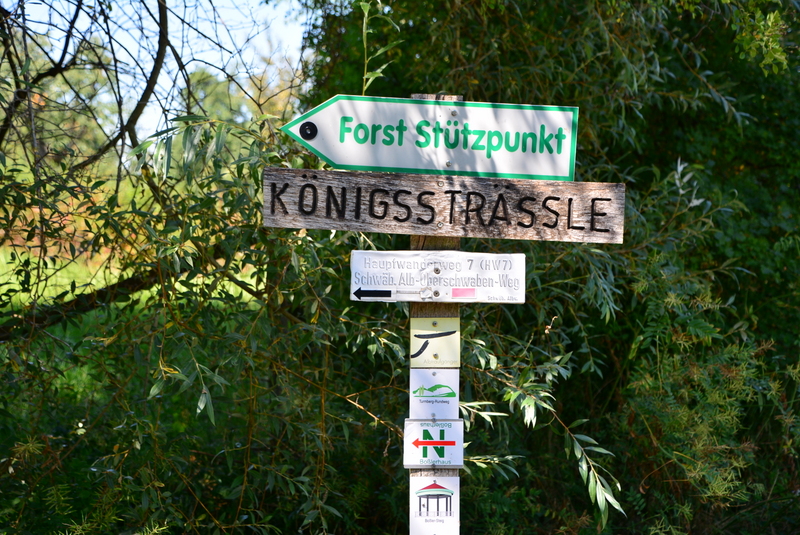 Forst Stützpunkt
KÖNIGSSTRÄSSLE
Hauptwanderweg 7 (HW7)
Schwäb. Alb-Oberschwaben-Weg
N